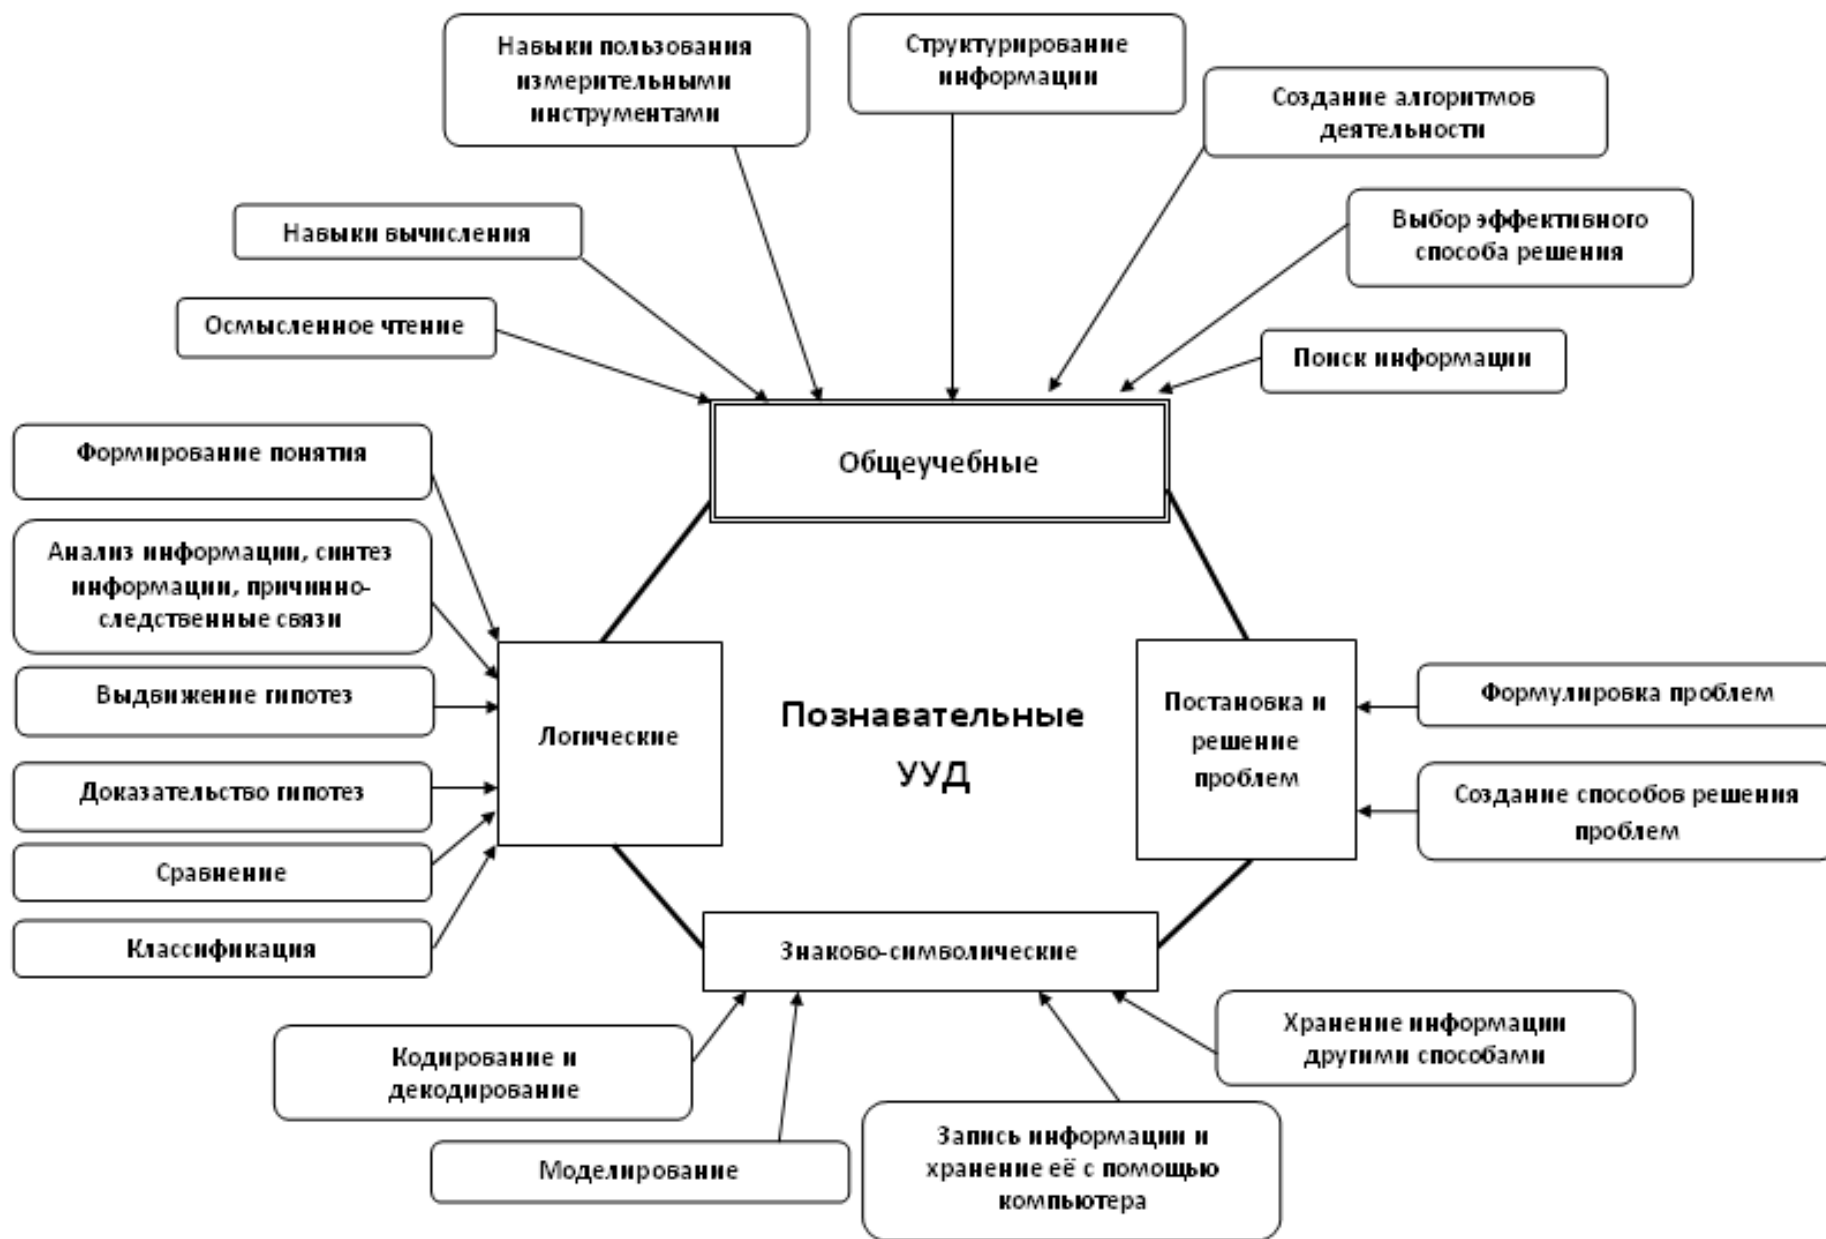 Навыки пользования
измерительными
инструментами
Структурирование
информации
Создание алгоритмов
деятельности
Навыки вычисления
Выбор эффективного
способа решения
Осмысленное чтение
Поиск информации
Общеучебные
Формирование понятия
Анализ информации, синтез
информации, причинно-
следственные связи
Выдвижение гипотез
Доказательство гипотез
Сравнение
Классификация
Логические
Познавательные
УУД
Постановка и
решение
проблем
Формулировка проблем
Создание способов решения
проблем
Знаково-символические
Кодирование и
декодирование
Моделирование
Запись информации и
хранение её с помощью
компьютера
Хранение информации
другими способами